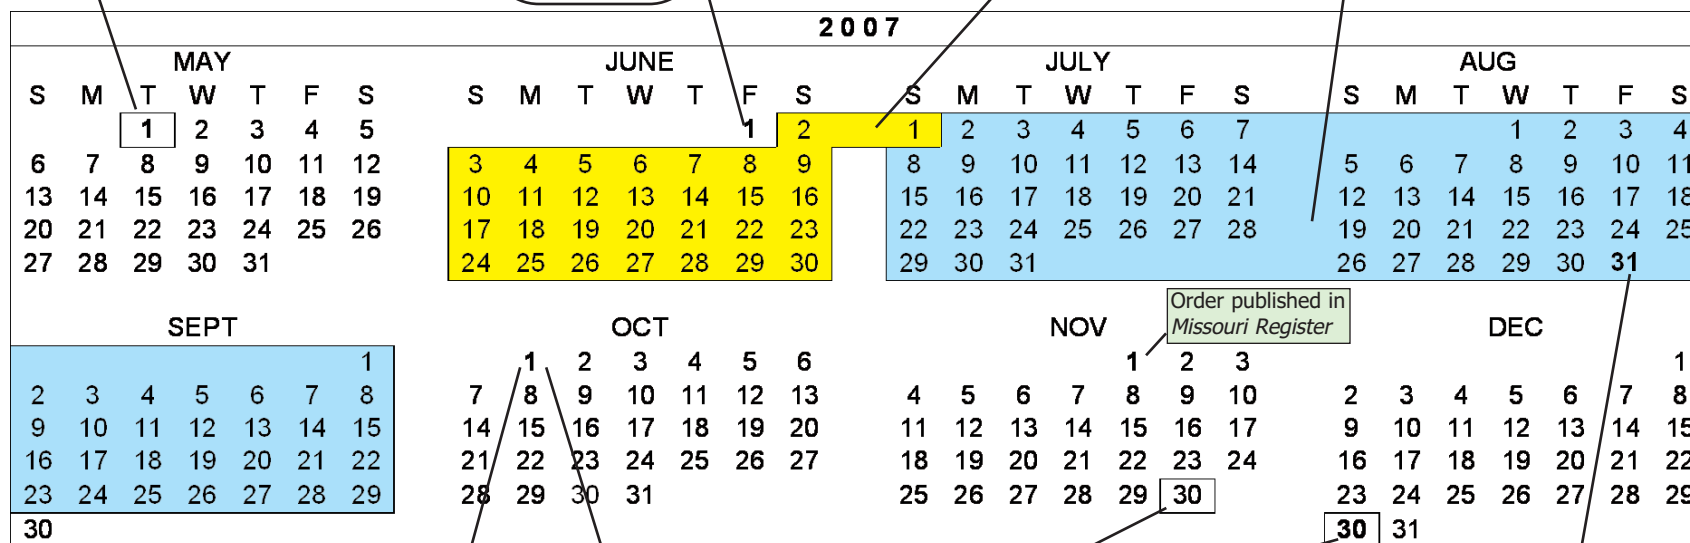 2007
MAY JUNE JULY AUG
S M T W T F S S M T W T F S S M T W T F S S M T W T F S
1 2 3 4 5 1 2 1 2 3 4 5 6 7 1 2 3 4
6 7 8 9 10 11 12 3 4 5 6 7 8 9 8 9 10 11 12 13 14 5 6 7 8 9 10 11
13 14 15 16 17 18 19 10 11 12 13 14 15 16 15 16 17 18 19 20 21 12 13 14 15 16 17 18
20 21 22 23 24 25 26 17 18 19 20 21 22 23 22 23 24 25 26 27 28 19 20 21 22 23 24 25
27 28 29 30 31 24 25 26 27 28 29 30 29 30 31 26 27 28 29 30 31
Order published in
Missouri Register
SEPT OCT NOV DEC
1 1 2 3 4 5 6 1 2 3 1
2 3 4 5 6 7 8 7 8 9 10 11 12 13 4 5 6 7 8 9 10 2 3 4 5 6 7 8
9 10 11 12 13 14 15 14 15 16 17 18 19 20 11 12 13 14 15 16 17 9 10 11 12 13 14 15
16 17 18 19 20 21 22 21 22 23 24 25 26 27 18 19 20 21 22 23 24 16 17 18 19 20 21 22
23 24 25 26 27 28 29 28 29 30 31 25 26 27 28 29 30 23 24 25 26 27 28 29
30 30 31